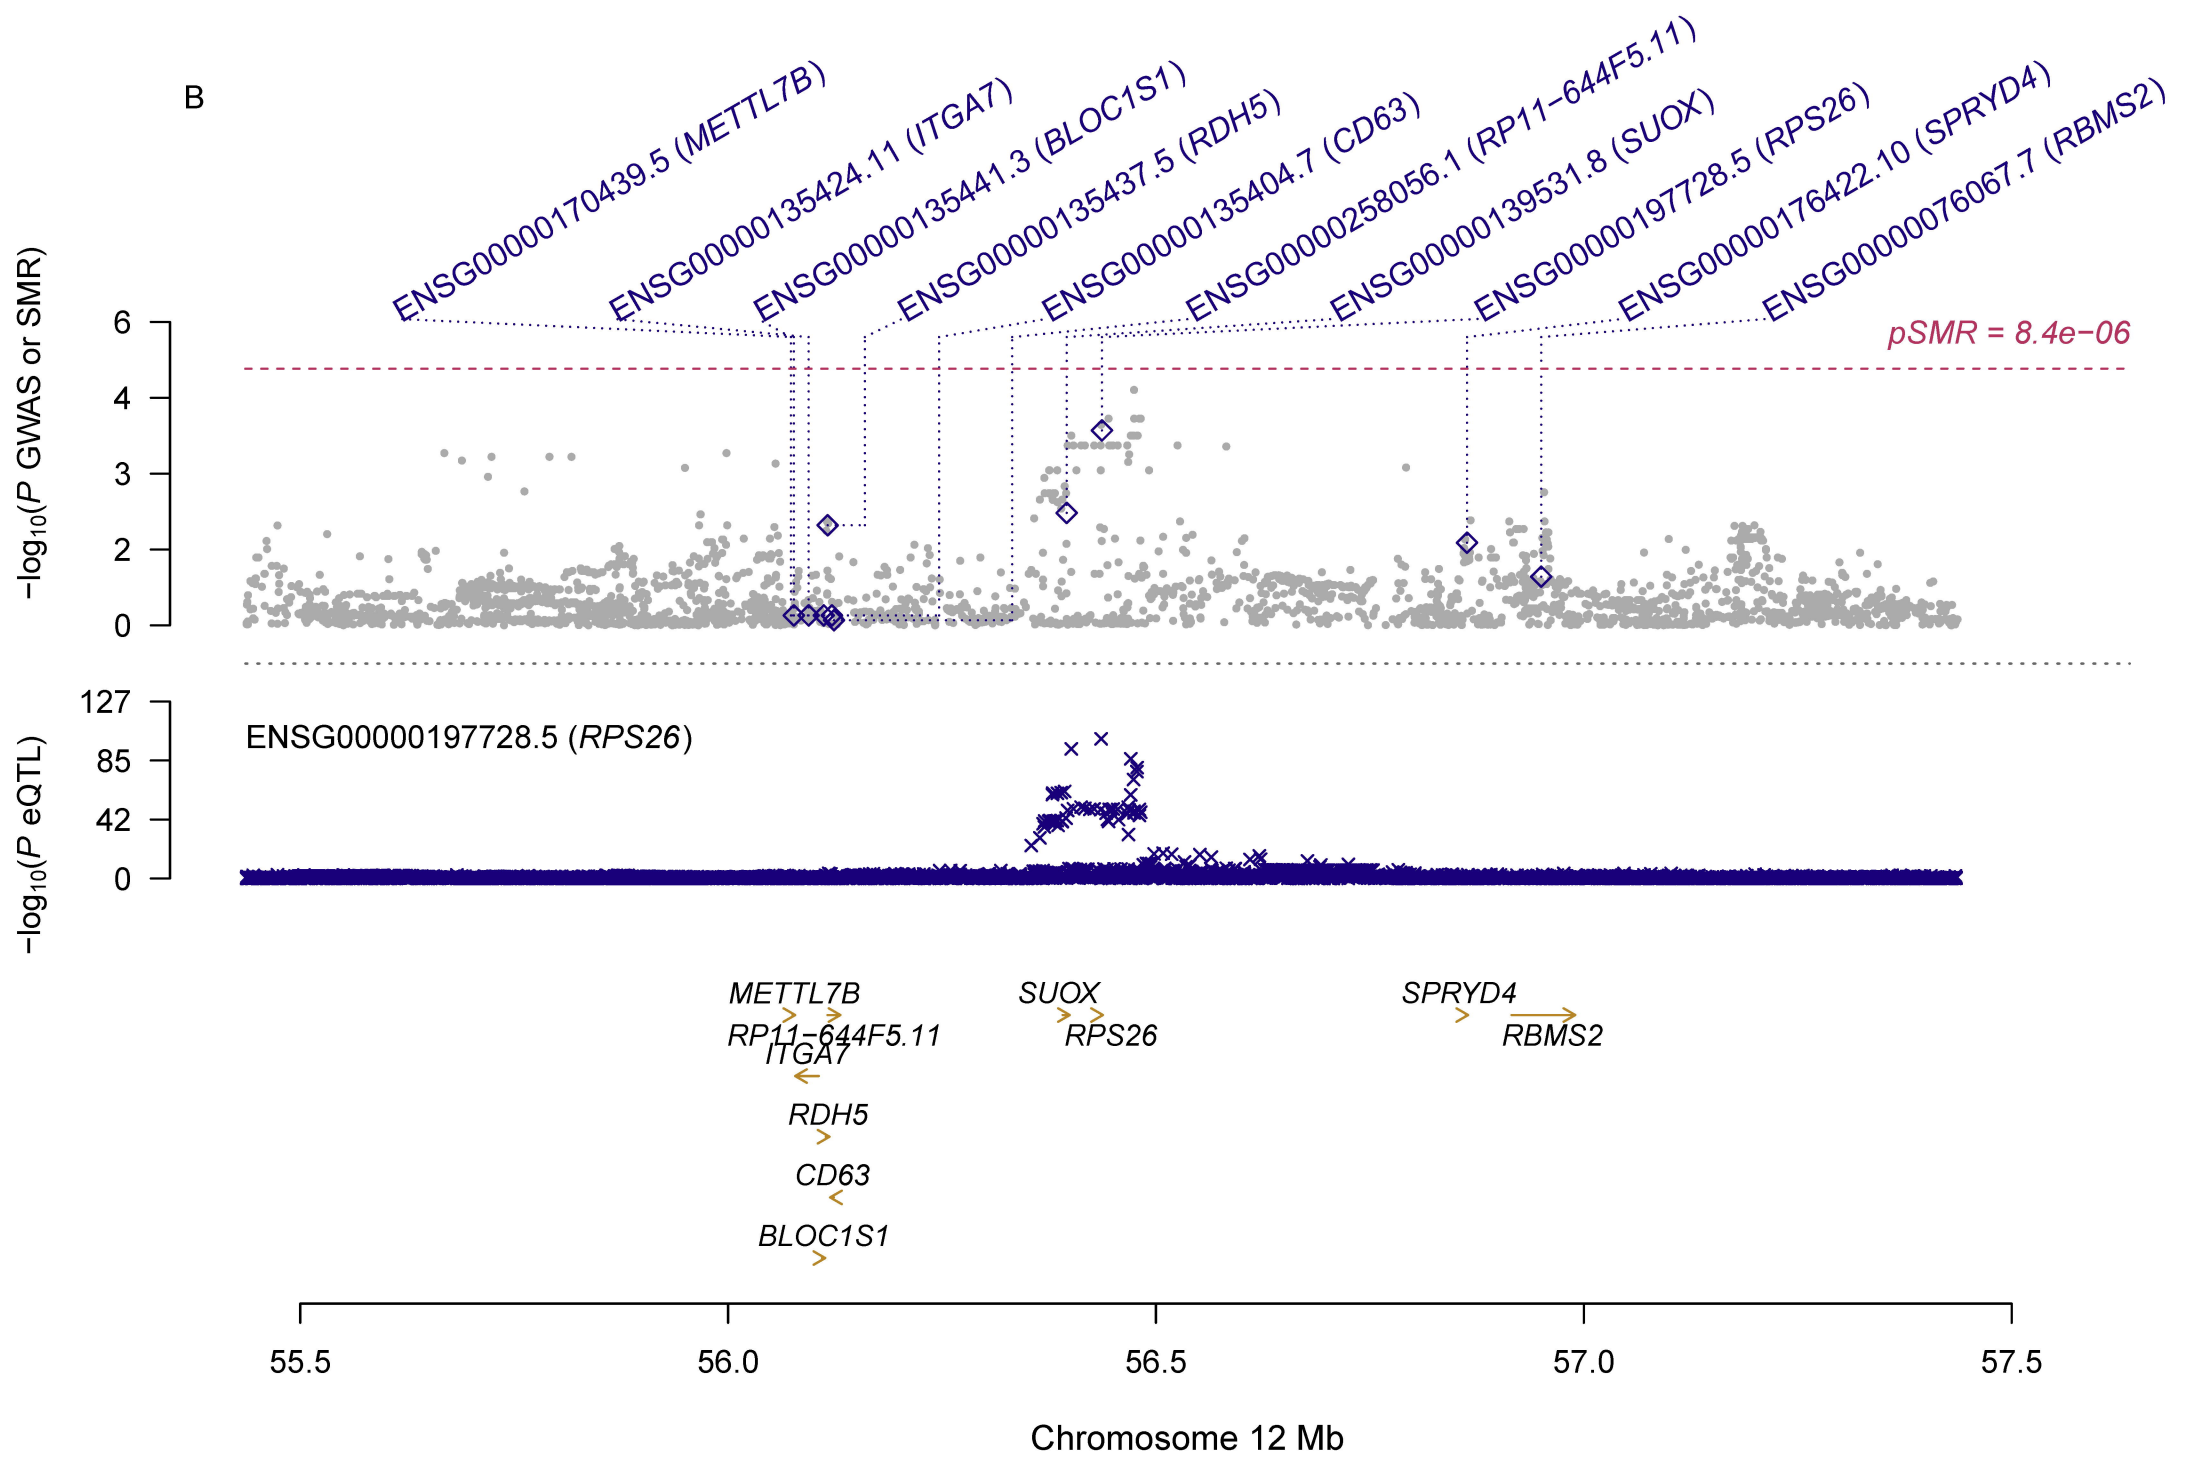 B
ENSG00000170439.5 (METTL7B)
ENSG00000135424.11 (ITGA7)
ENSG00000135441.3 (BLOC1S1)
ENSG00000135437.5 (RDH5)
ENSG00000135404.7 (CD63)
ENSG00000258056.1 (RP11−644F5.11)
ENSG00000139531.8 (SUOX)
ENSG00000197728.5 (RPS26)
ENSG00000176422.10 (SPRYD4)
ENSG00000076067.7 (RBMS2)
pSMR = 8.4e−06
−log10(P GWAS or SMR)
6
4
3
2
0
−log10(P eQTL)
127
85
42
0
ENSG00000197728.5 (RPS26)
METTL7B
SUOX
SPRYD4
RP11−644F5.11
RPS26
RBMS2
ITGA7
RDH5
CD63
BLOC1S1
55.5
56.0
56.5
57.0
57.5
Chromosome 12 Mb